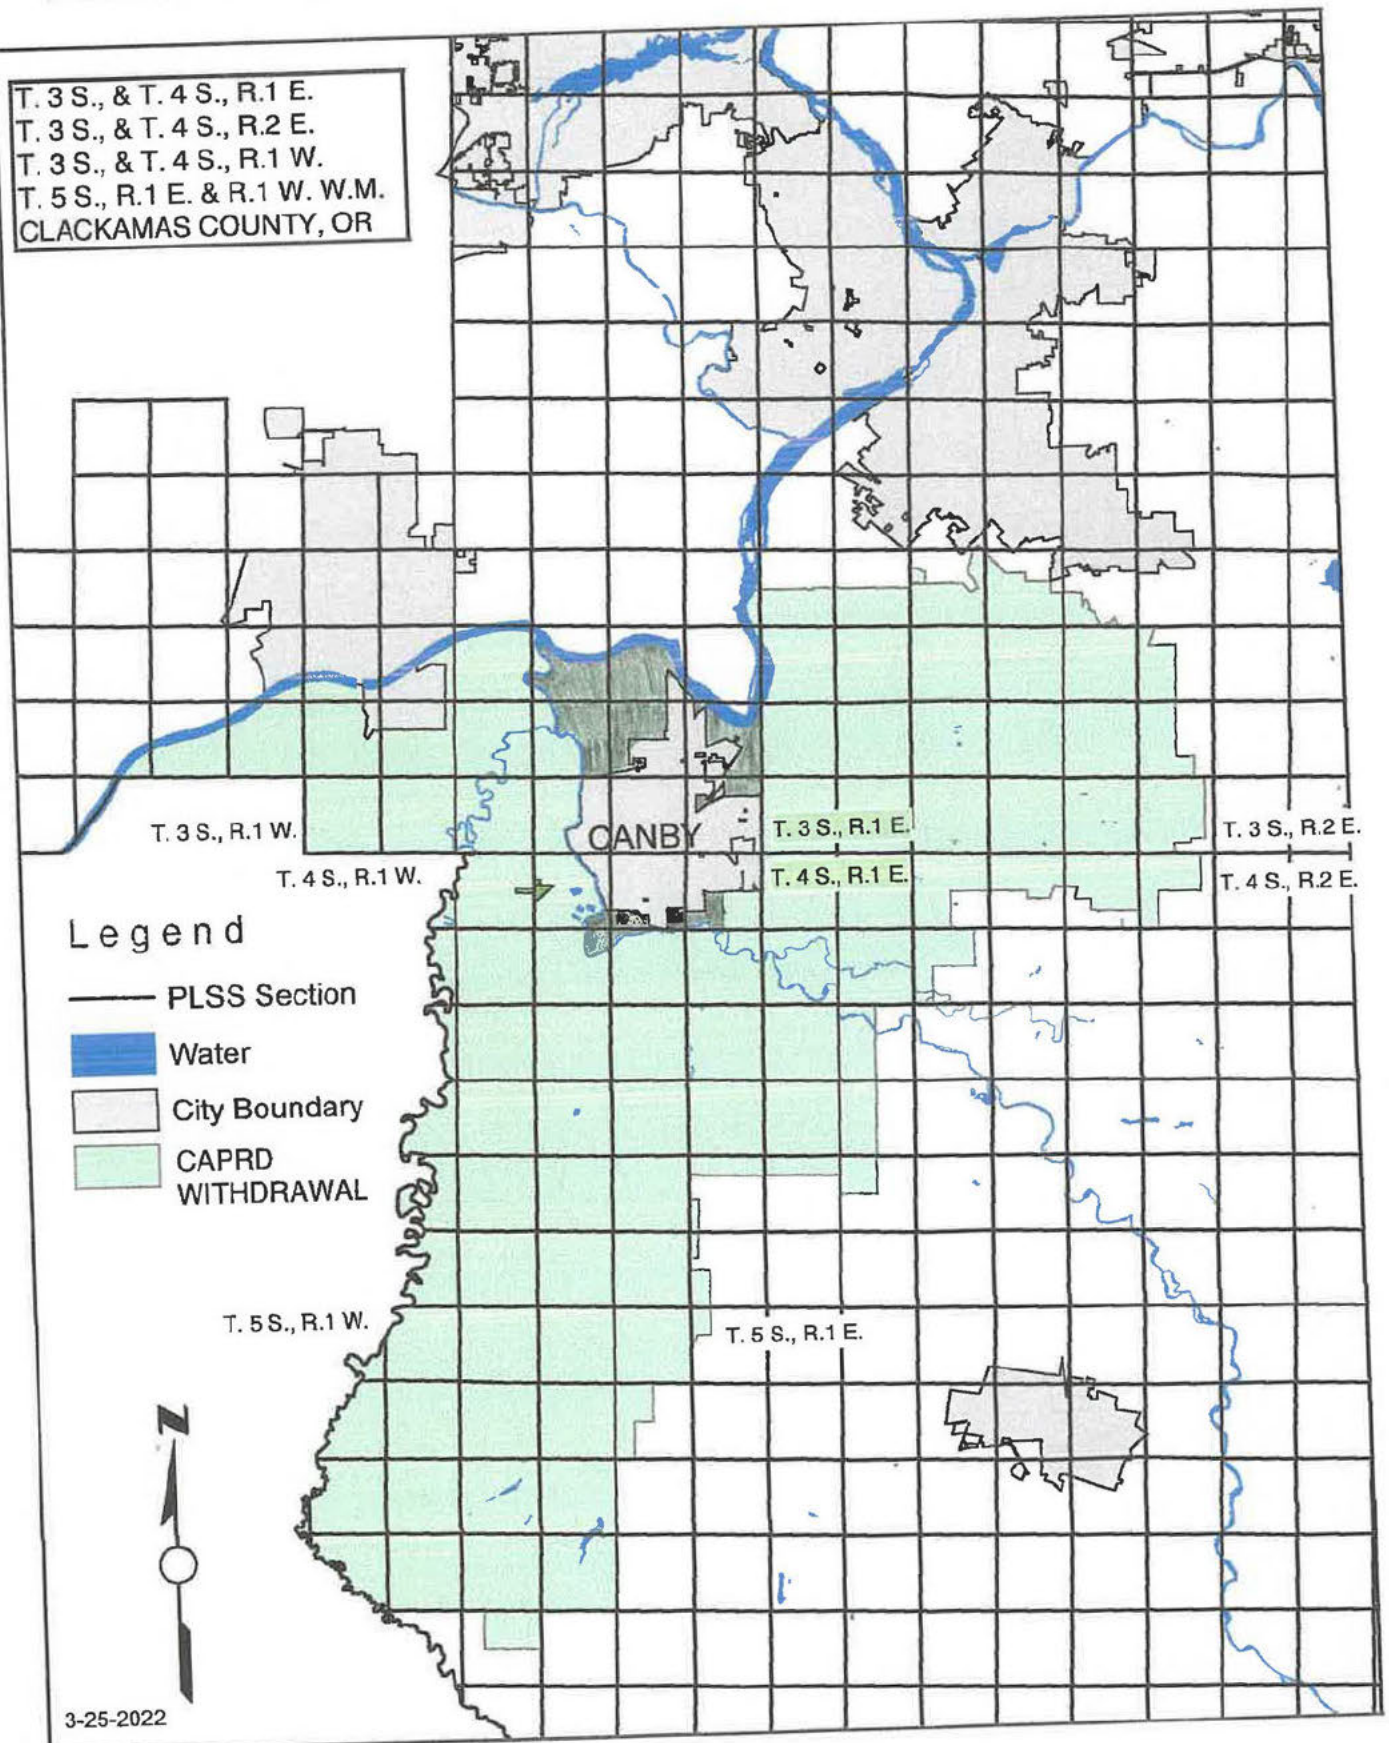 T. 3 S., & T. 4 S., R.1 E.
T. 3 S., & T. 4 S., R.2 E.
T. 3 S., & T. 4 S., R.1 W.
T. 5 S., R.1 E. & R.1 W. W.M.
CLACKAMAS COUNTY, OR
T. 3 S., R.1 W.
CANBY
T. 3 S., R.1 E.
T. 3 S., R.2 E.
T. 4 S., R.1 W.
T. 4 S., R.1 E.
T. 4 S., R.2 E.
Legend
PLSS Section
Water
City Boundary
CAPRD
WITHDRAWAL
T. 5 S., R.1 W.
T. 5 S., R.1 E.
N
3-25-2022